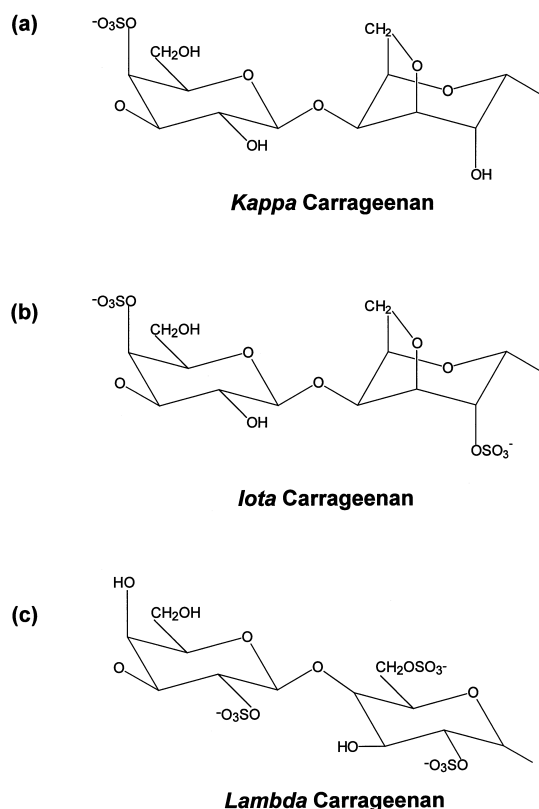 (a)
⁻O₃SO
CH₂OH
O
O
OH
O
CH₂
O
O
OH
Kappa Carrageenan
(b)
⁻O₃SO
CH₂OH
O
O
OH
O
CH₂
O
O
OSO₃⁻
Iota Carrageenan
(c)
HO
CH₂OH
O
O
⁻O₃SO
O
CH₂OSO₃⁻
O
HO
⁻O₃SO
Lambda Carrageenan